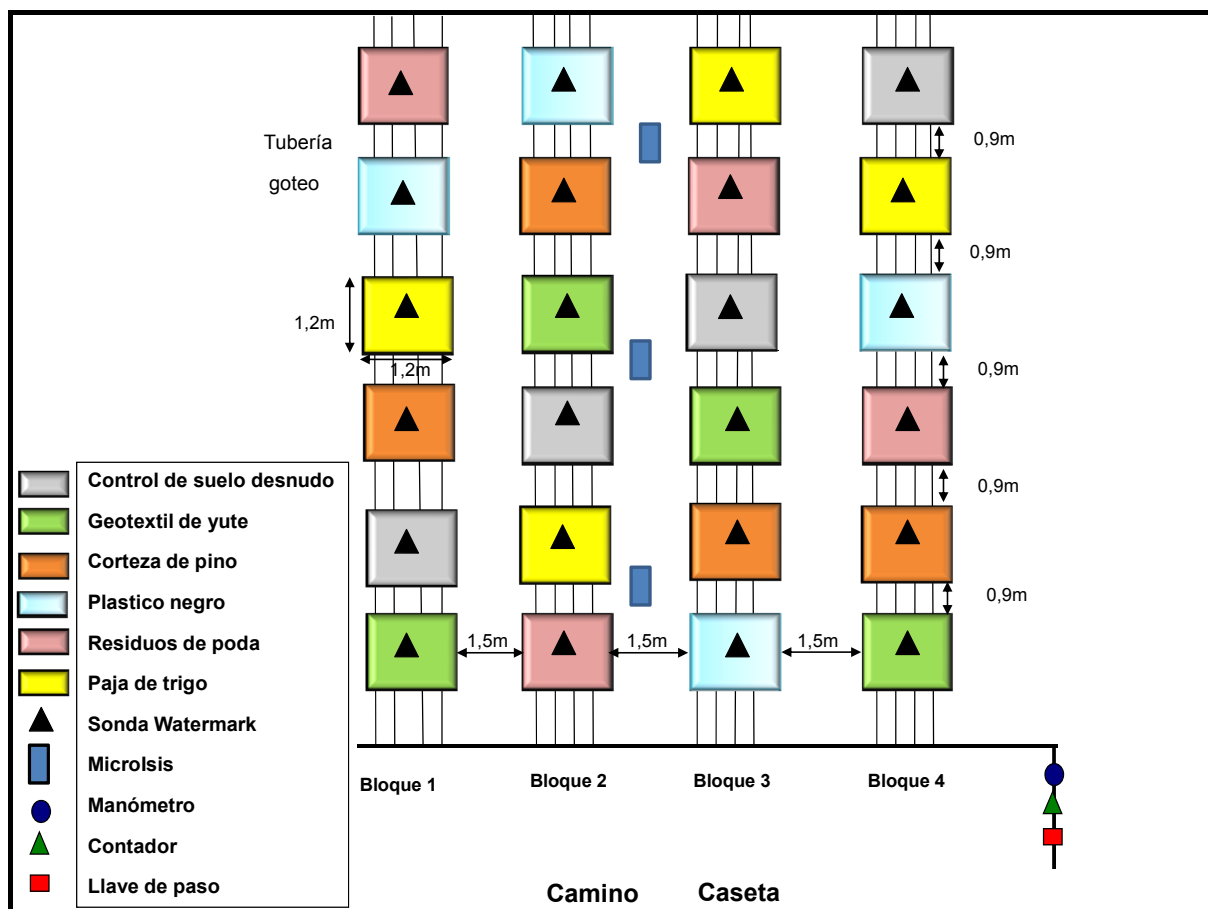 Tubería
goteo
0,9m
0,9m
1,2m
1,2m
0,9m
0,9m
0,9m
1,5m
1,5m
1,5m
Control de suelo desnudo
Geotextil de yute
Corteza de pino
Plastico negro
Residuos de poda
Paja de trigo
Sonda Watermark
MicroIsis
Manómetro
Contador
Llave de paso
Bloque 1
Bloque 2
Bloque 3
Bloque 4
Camino
Caseta